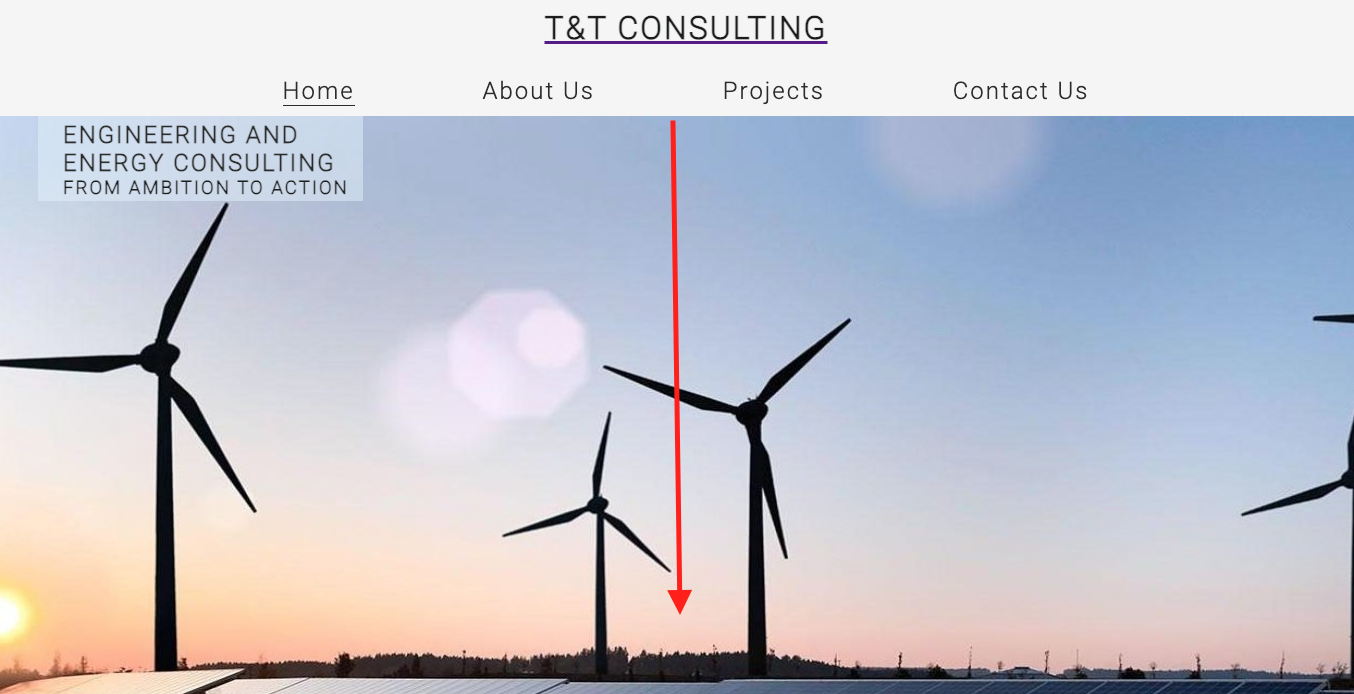 T&T CONSULTING
Home About Us Projects Contact Us
ENGINEERING AND
ENERGY CONSULTING
FROM AMBITION TO ACTION